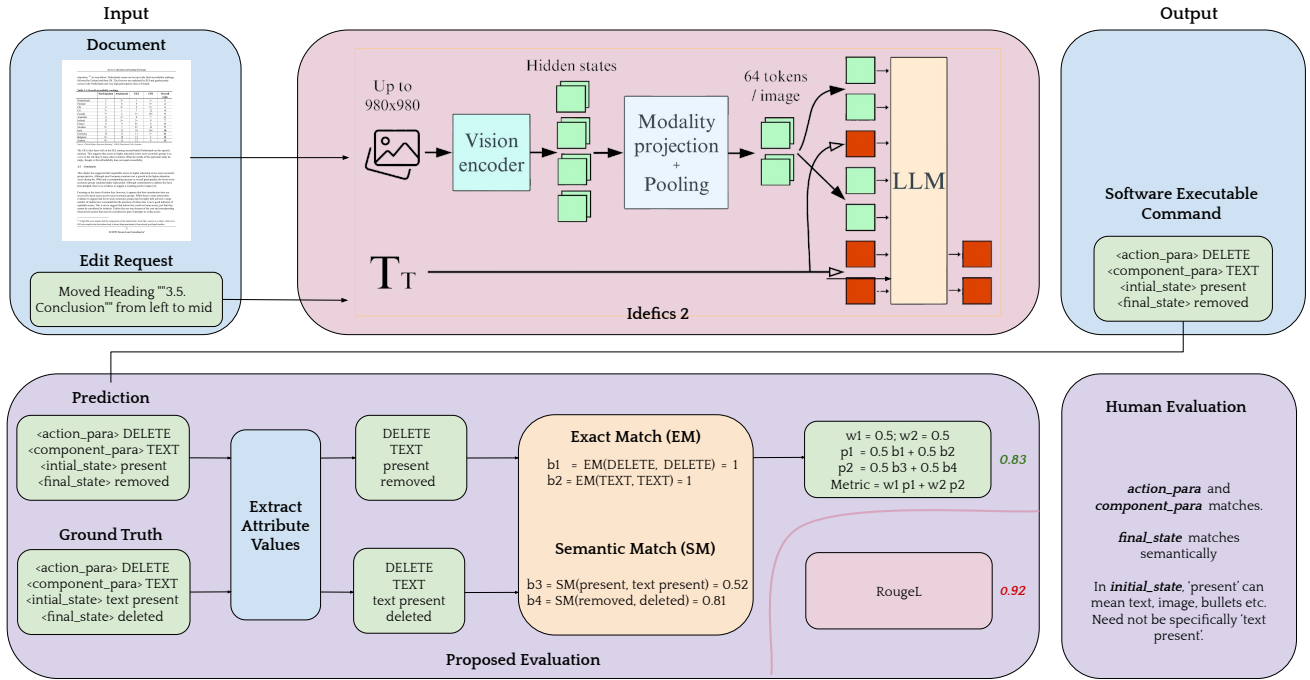 Input
Document
Edit Request
Moved Heading ""3.5.
Conclusion"" from left to mid
Up to
980x980
Vision
encoder
Hidden states
Modality
projection
+
Pooling
64 tokens
/ image
LLM
TT
Idefics 2
Output
Software Executable
Command
<action_para> DELETE
<component_para> TEXT
<intial_state> present
<final_state> removed
Prediction
<action_para> DELETE
<component_para> TEXT
<intial_state> present
<final_state> removed
Ground Truth
<action_para> DELETE
<component_para> TEXT
<intial_state> text present
<final_state> deleted
Extract
Attribute
Values
DELETE
TEXT
present
removed
DELETE
TEXT
text present
deleted
Exact Match (EM)
b1 = EM(DELETE, DELETE) = 1
b2 = EM(TEXT, TEXT) = 1
Semantic Match (SM)
b3 = SM(present, text present) = 0.52
b4 = SM(removed, deleted) = 0.81
w1 = 0.5; w2 = 0.5
p1 = 0.5 b1 + 0.5 b2
p2 = 0.5 b3 + 0.5 b4
Metric = w1 p1 + w2 p2
0.83
RougeL
0.92
Proposed Evaluation
Human Evaluation
action_para and
component_para matches.
final_state matches
semantically
In initial_state, 'present' can
mean text, image, bullets etc.
Need not be specifically 'text
present'.